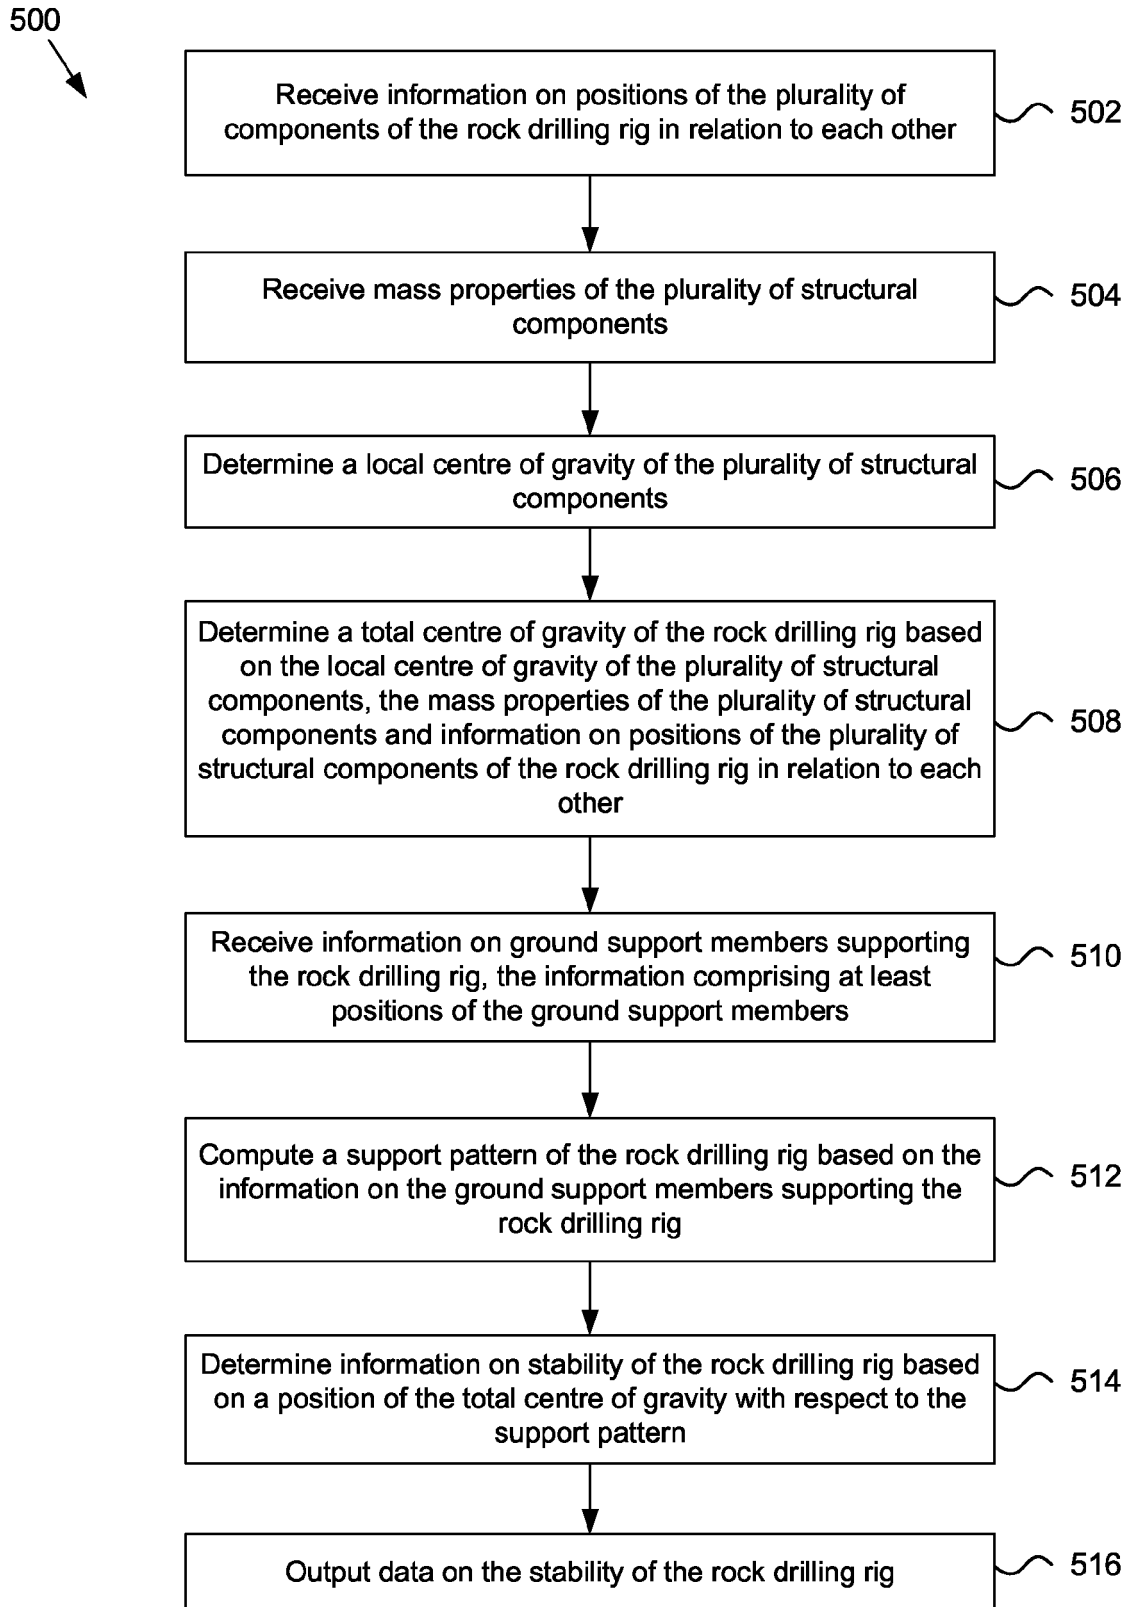 500
Receive information on positions of the plurality of
components of the rock drilling rig in relation to each other
502
Receive mass properties of the plurality of structural
components
504
Determine a local centre of gravity of the plurality of structural
components
506
Determine a total centre of gravity of the rock drilling rig based
on the local centre of gravity of the plurality of structural
components, the mass properties of the plurality of structural
components and information on positions of the plurality of
structural components of the rock drilling rig in relation to each
other
508
Receive information on ground support members supporting
the rock drilling rig, the information comprising at least
positions of the ground support members
510
Compute a support pattern of the rock drilling rig based on the
information on the ground support members supporting the
rock drilling rig
512
Determine information on stability of the rock drilling rig based
on a position of the total centre of gravity with respect to the
support pattern
514
Output data on the stability of the rock drilling rig
516